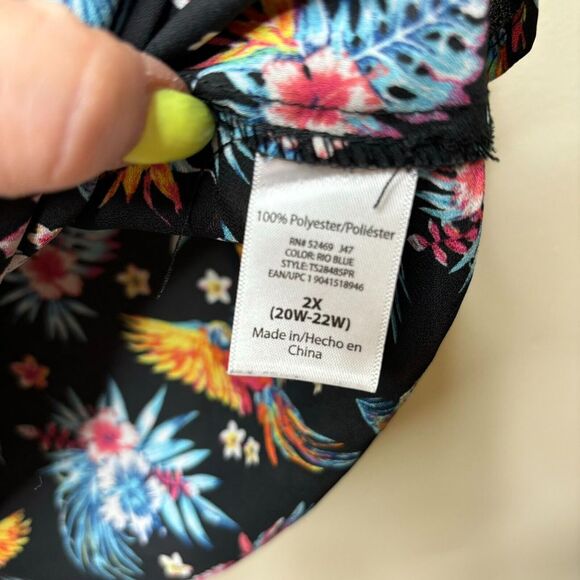 100% Polyester/Poliéster
RN# 52469 J47
COLOR: RIO BLUE
STYLE: TS28485PR
EAN/UPC 1 9041518946
2X
(20W-22W)
Made in/Hecho en
China